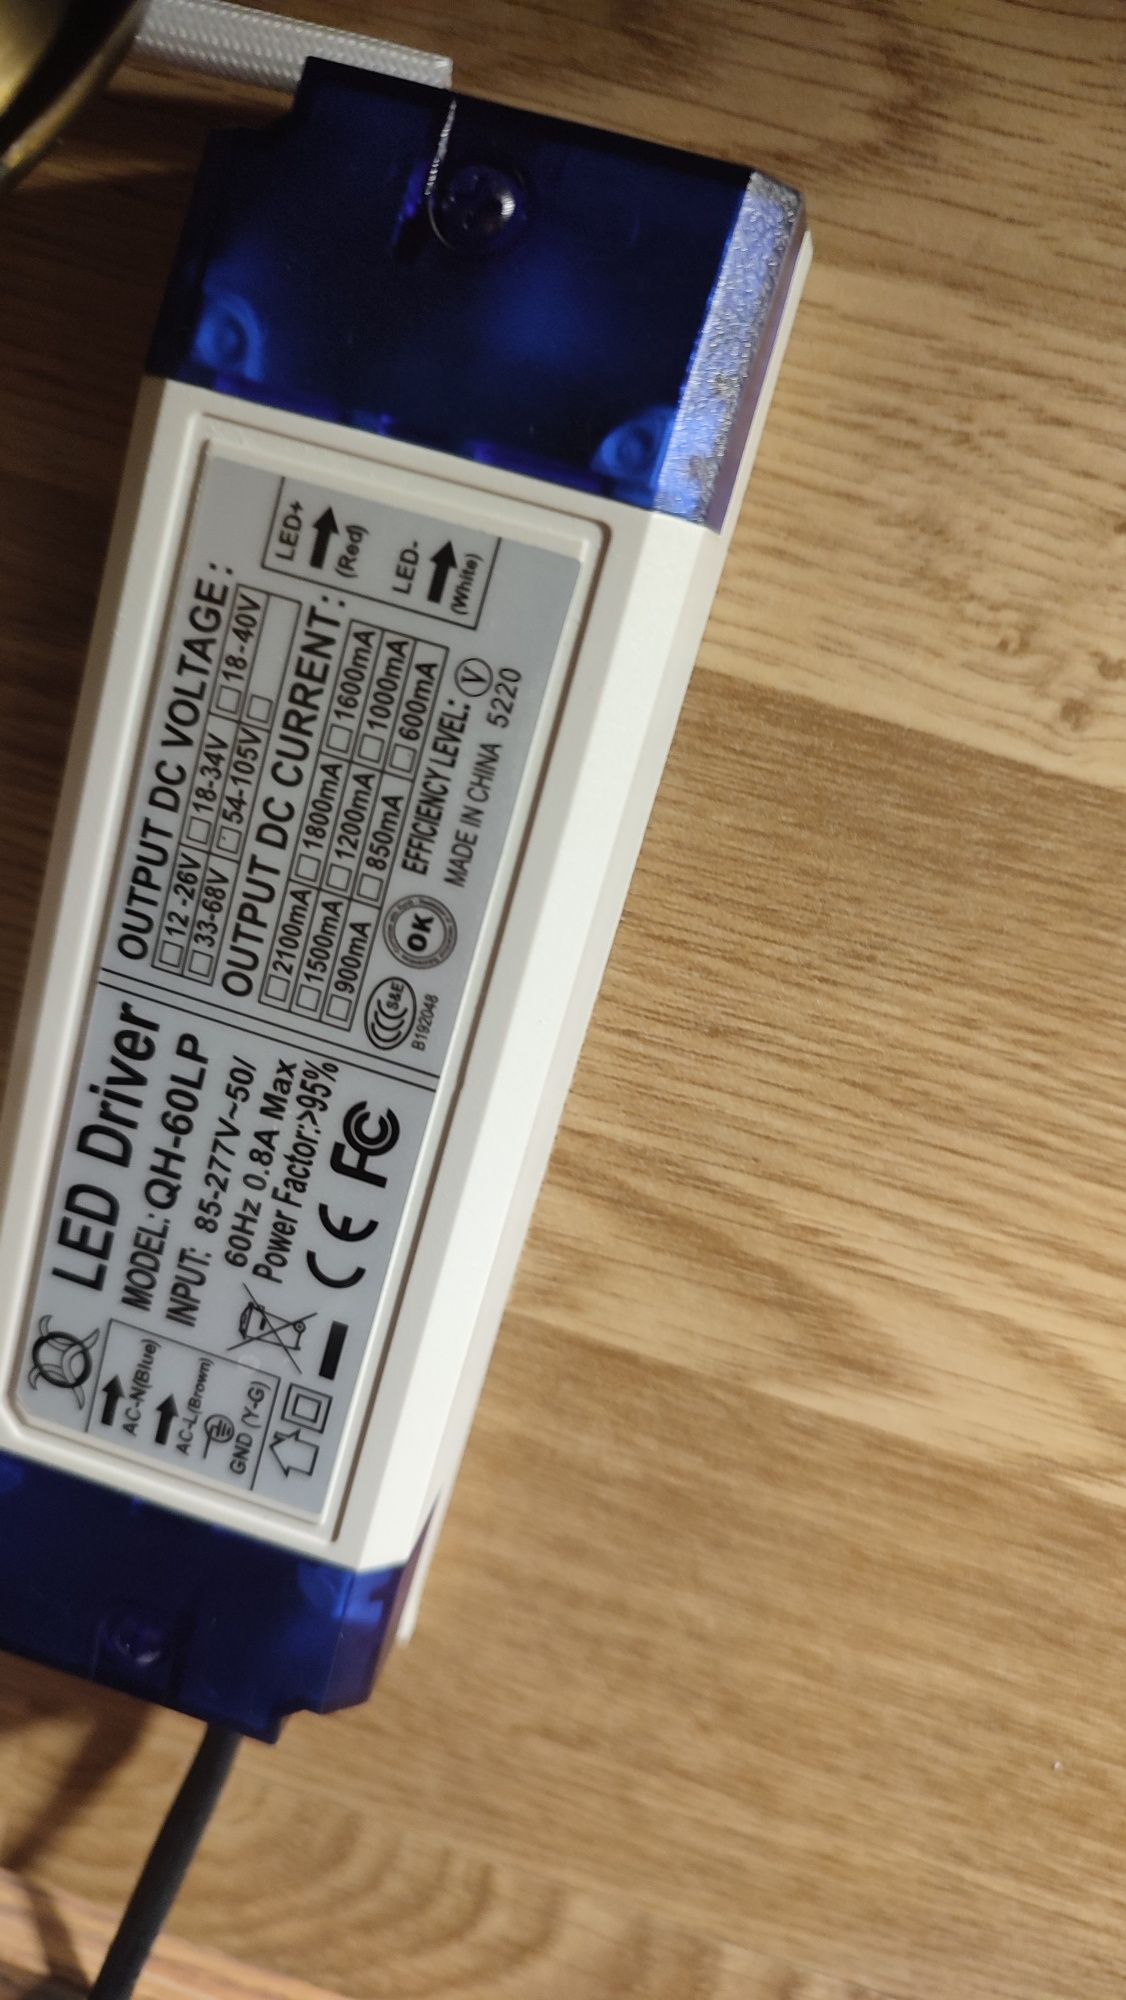 LED Driver
MODEL: QH-60LP
INPUT: 85-277V~50/
60Hz 0.8A Max
Power Factor:>95%
AC-N(Blue)
AC-L(Brown)
GND (Y-G)
CE FC
OUTPUT DC VOLTAGE:
□12-26V □18-34V □18-40V
□33-68V □54-105V □
OUTPUT DC CURRENT:
□2100mA □1800mA □1600mA
□1500mA □1200mA □1000mA
□900mA □850mA □600mA
CCC S&E
B192048
OK
EFFICIENCY LEVEL: V
MADE IN CHINA 5220
LED+
(Red)
LED-
(White)